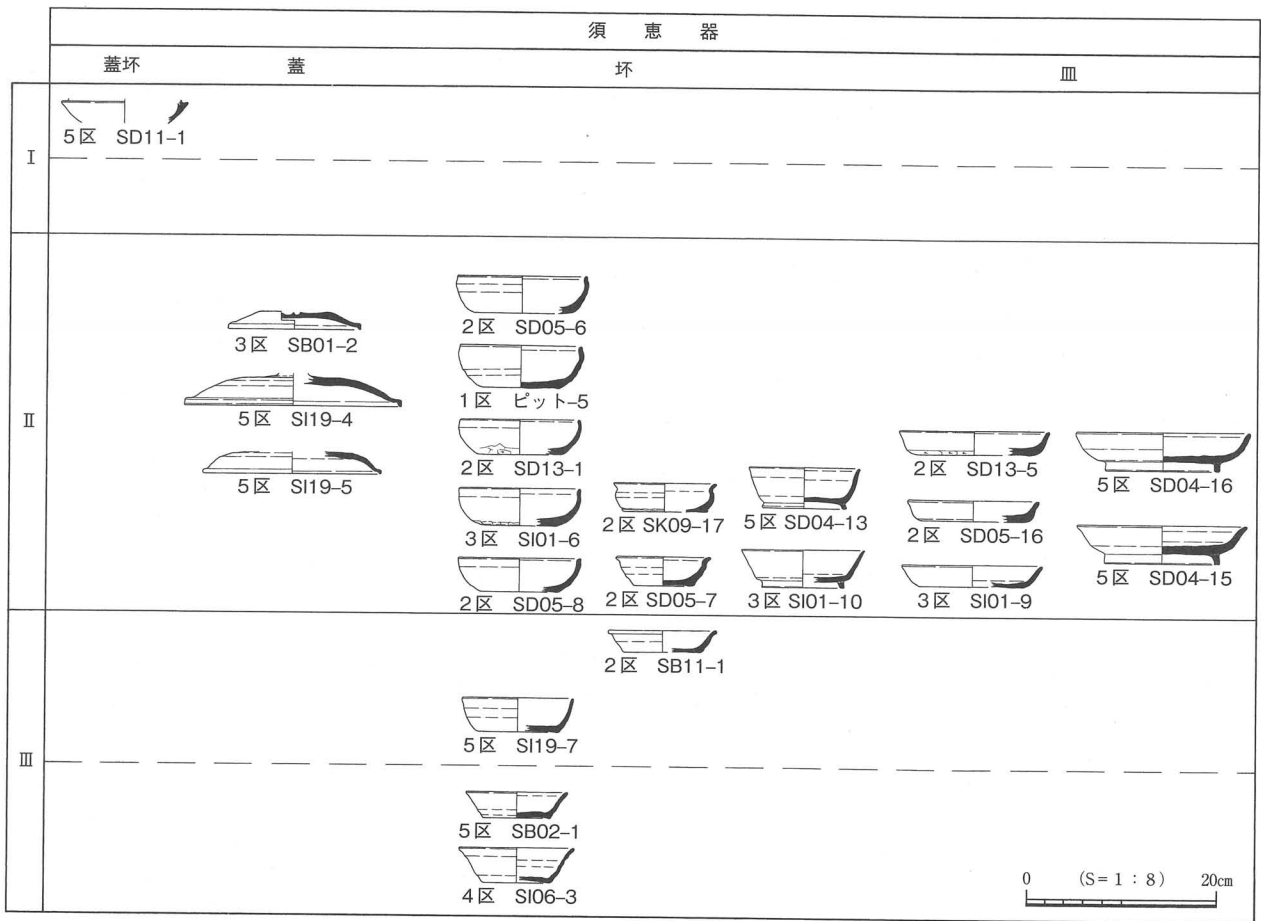 須恵器
蓋坏 蓋 坏 皿
Ⅰ
5区 SD11–1
Ⅱ
3区 SB01–2
5区 SI19–4
5区 SI19–5
2区 SD05–6
1区 ピット–5
2区 SD13–1
3区 SI01–6
2区 SD05–8
2区 SK09–17
2区 SD05–7
5区 SD04–13
3区 SI01–10
2区 SD13–5
2区 SD05–16
3区 SI01–9
5区 SD04–16
5区 SD04–15
Ⅲ
2区 SB11–1
5区 SI19–7
5区 SB02–1
4区 SI06–3
0 (S=1:8) 20cm